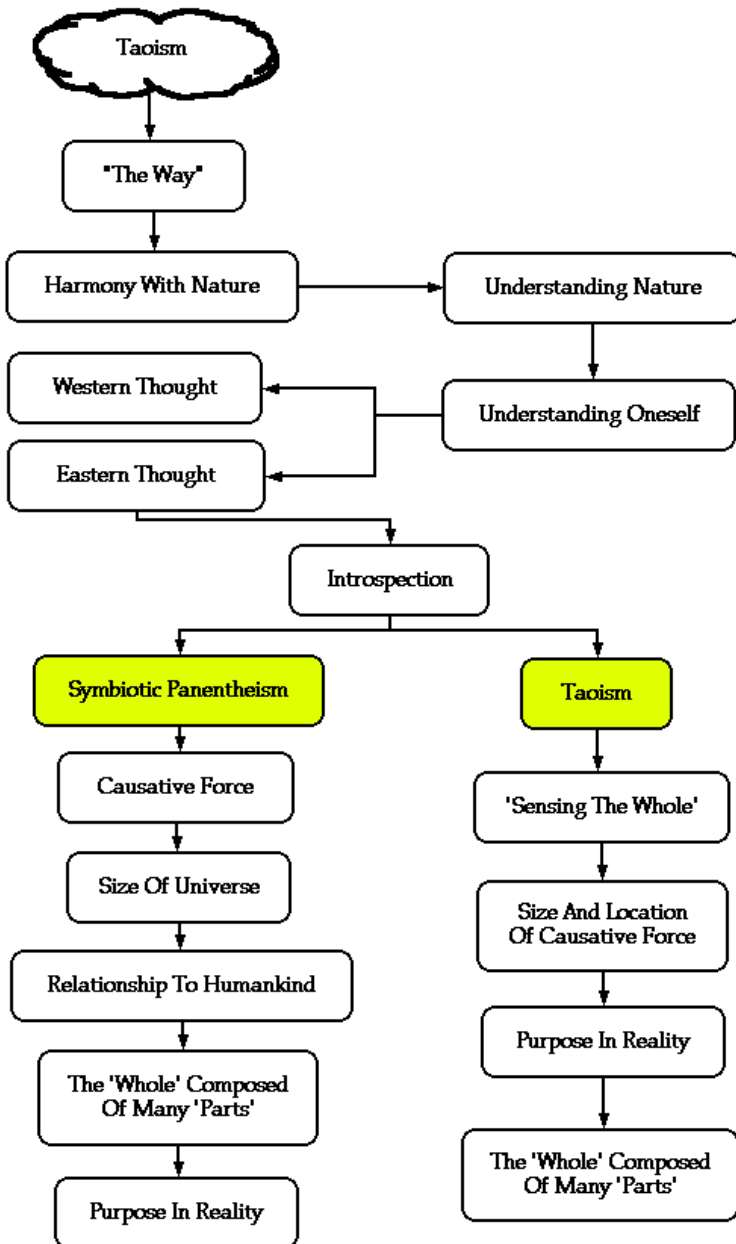 Taoism
"The Way"
Harmony With Nature
Understanding Nature
Western Thought
Understanding Oneself
Eastern Thought
Introspection
Symbiotic Panentheism
Causative Force
Size Of Universe
Relationship To Humankind
The 'Whole' Composed
Of Many 'Parts'
Purpose In Reality
Taoism
'Sensing The Whole'
Size And Location
Of Causative Force
Purpose In Reality
The 'Whole' Composed
Of Many 'Parts'